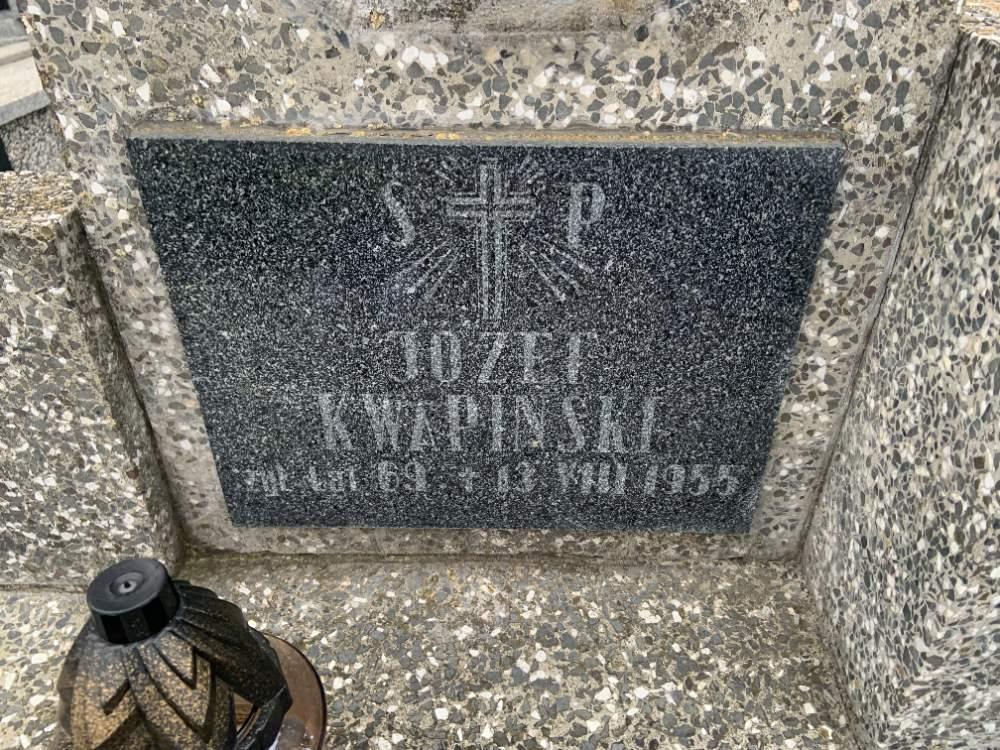 Ś P
JÓZEF
KWAPIŃSKI
żył lat 69 + 13 VIII 1955